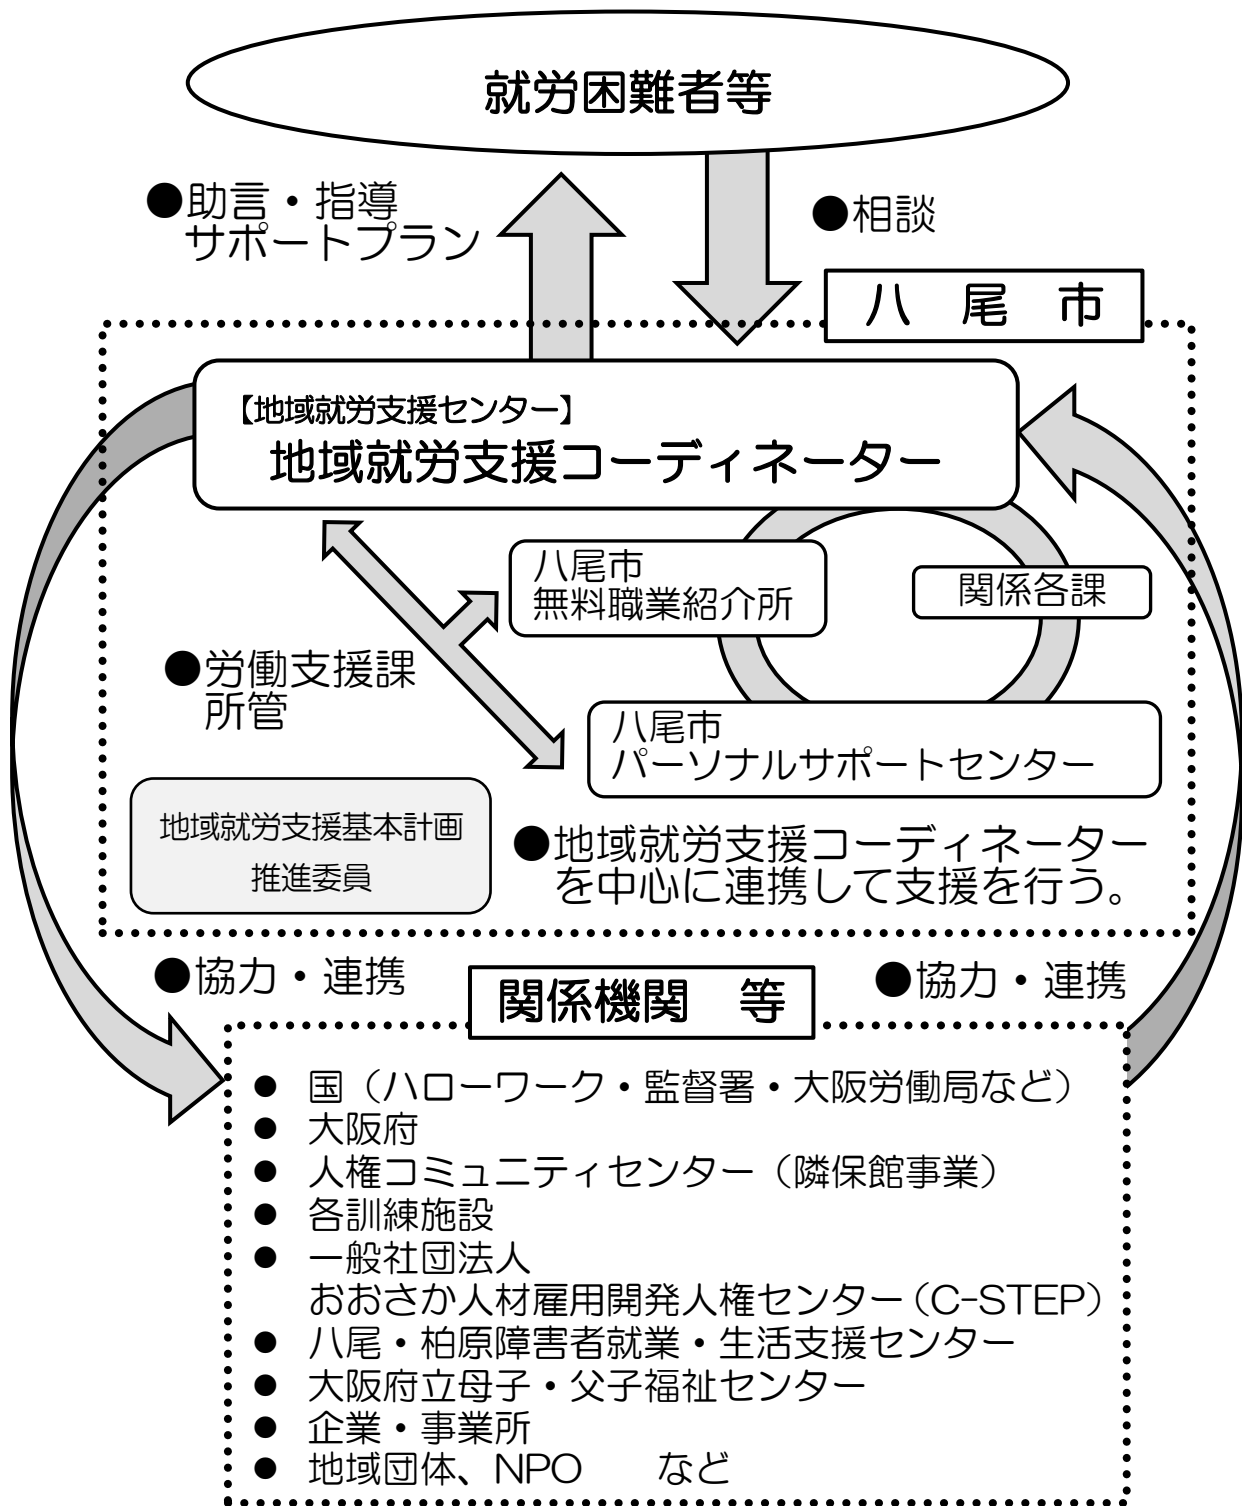 就労困難者等
●助言・指導
サポートプラン
●相談
八　尾　市
【地域就労支援センター】
地域就労支援コーディネーター
八尾市
無料職業紹介所
関係各課
●労働支援課
所管
八尾市
パーソナルサポートセンター
地域就労支援基本計画
推進委員
●地域就労支援コーディネーター
を中心に連携して支援を行う。
●協力・連携
関係機関　等
●協力・連携
● 国（ハローワーク・監督署・大阪労働局など）
● 大阪府
● 人権コミュニティセンター（隣保館事業）
● 各訓練施設
● 一般社団法人
おおさか人材雇用開発人権センター（C-STEP）
● 八尾・柏原障害者就業・生活支援センター
● 大阪府立母子・父子福祉センター
● 企業・事業所
● 地域団体、NPO　　など